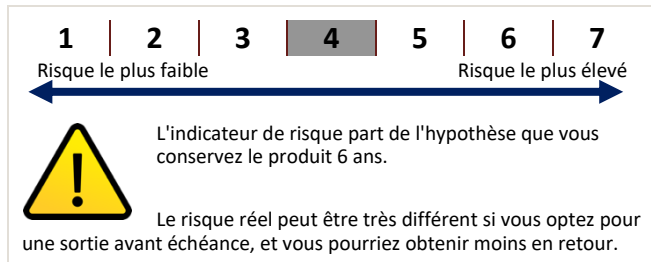 1 2 3 4 5 6 7
Risque le plus faible Risque le plus élevé
L'indicateur de risque part de l'hypothèse que vous
conservez le produit 6 ans.
Le risque réel peut être très différent si vous optez pour
une sortie avant échéance, et vous pourriez obtenir moins en retour.